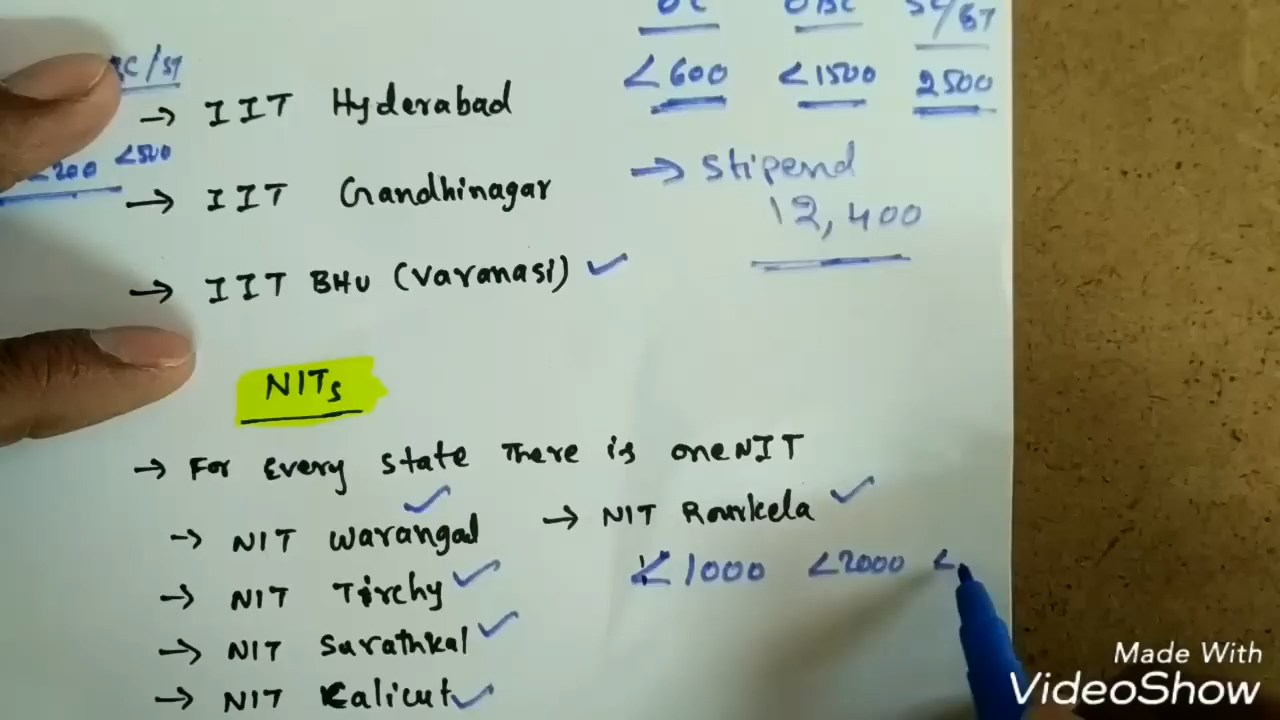 OC OBC SC/ST
<600 <1500 2500
SC/ST
<200 <500
→ IIT Hyderabad
→ IIT Gandhinagar
→ Stipend
12,400
→ IIT BHU (Varanasi) ✓
NITs
→ For Every state There is one NIT
→ NIT Warangal ✓
→ NIT Tirchy ✓
→ NIT Surathkal ✓
→ NIT Calicut ✓
→ NIT Rourkela ✓
<1000 <2000 <
Made With
VideoShow